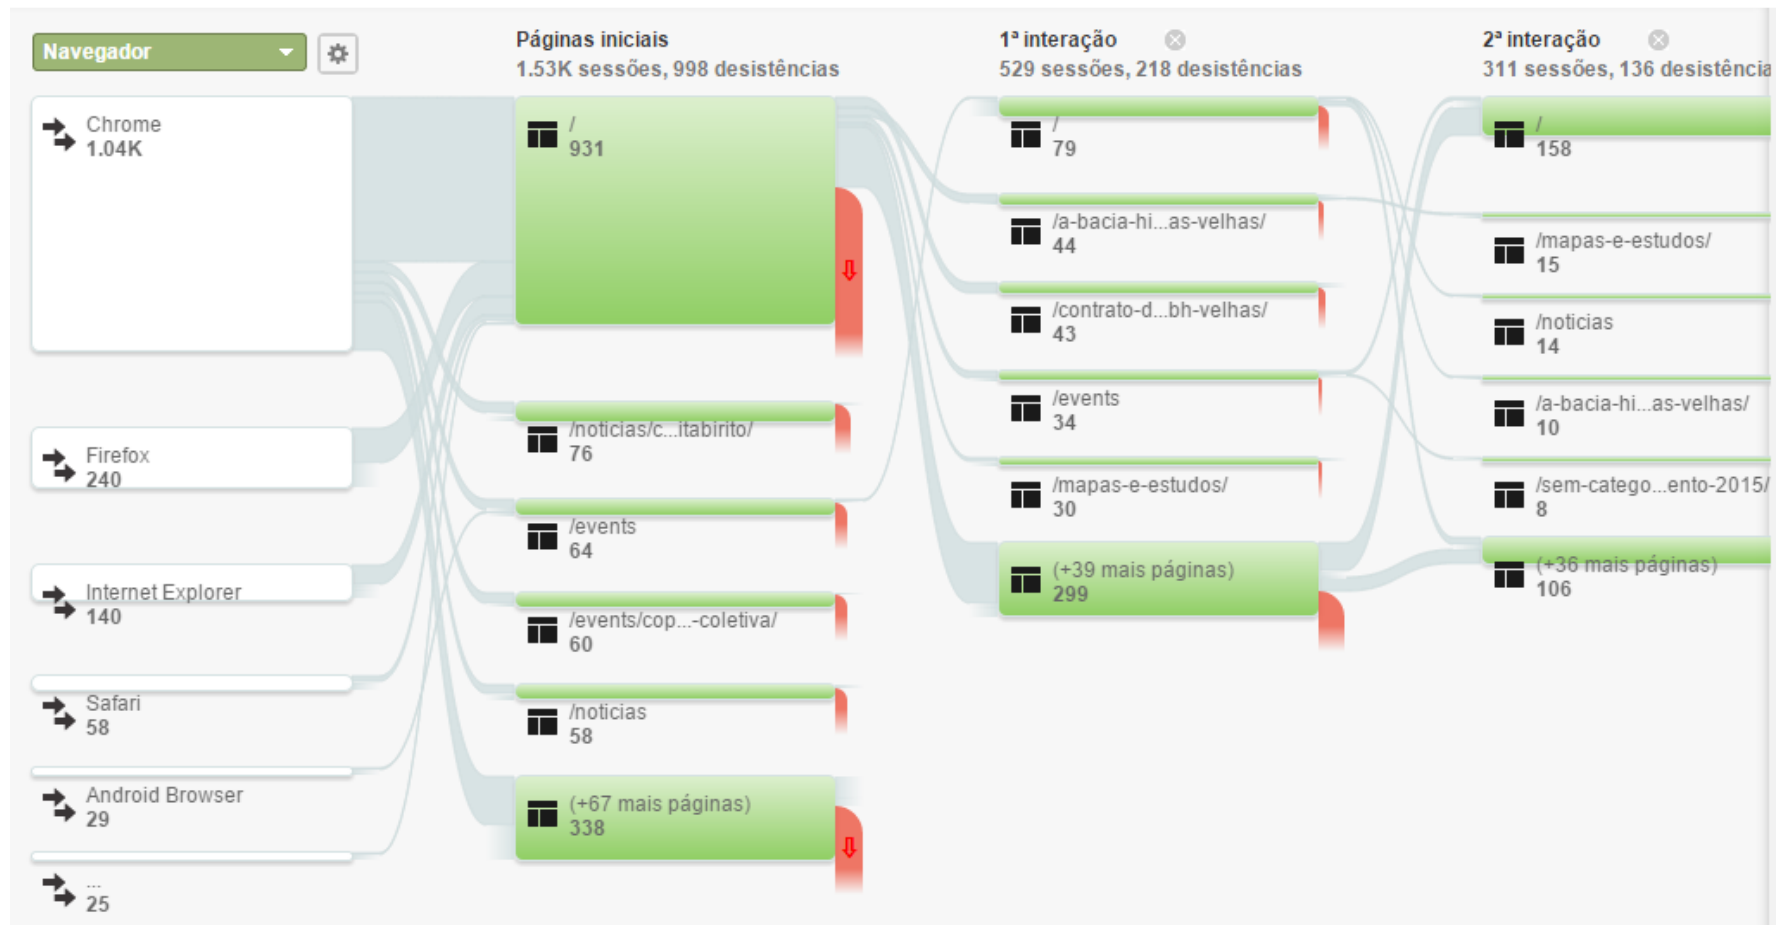 Navegador
Chrome
1.04K
Firefox
240
Internet Explorer
140
Safari
58
Android Browser
29
...
25
Páginas iniciais
1.53K sessões, 998 desistências
/
931
/noticias/c...itabirito/
76
/events
64
/events/cop...-coletiva/
60
/noticias
58
(+67 mais páginas)
338
1ª interação
529 sessões, 218 desistências
/
79
/a-bacia-hi...as-velhas/
44
/contrato-d...bh-velhas/
43
/events
34
/mapas-e-estudos/
30
(+39 mais páginas)
299
2ª interação
311 sessões, 136 desistência
/
158
/mapas-e-estudos/
15
/noticias
14
/a-bacia-hi...as-velhas/
10
/sem-catego...ento-2015/
8
(+36 mais páginas)
106